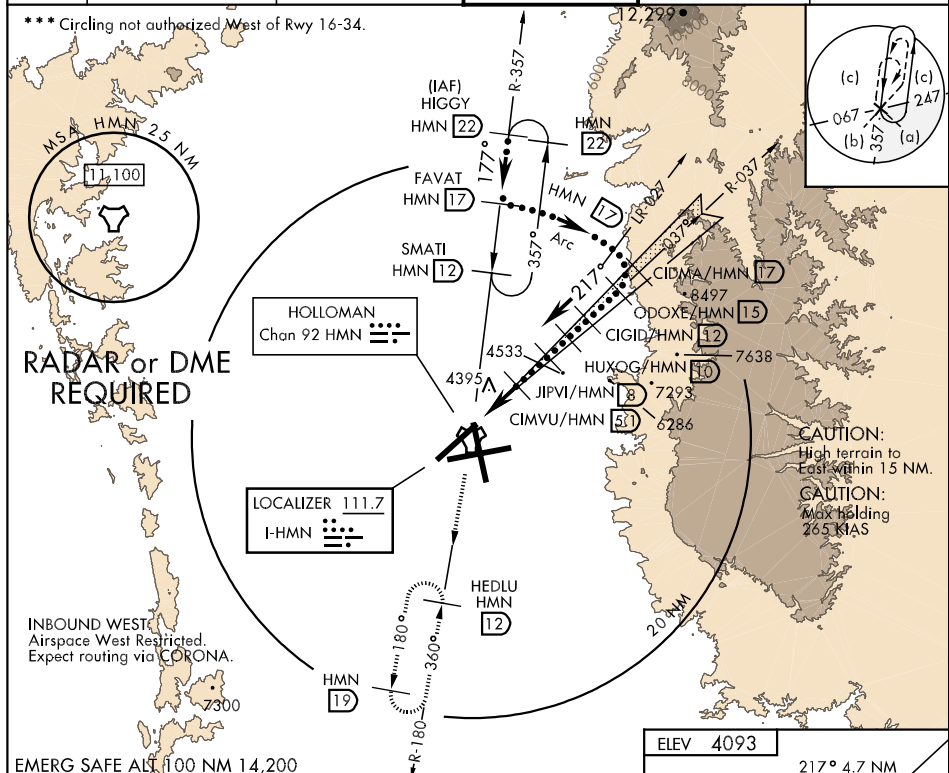 *** Circling not authorized West of Rwy 16-34.
12,299
R-357
(IAF)
HIGGY
HMN 22
HMN
22
177°
FAVAT
HMN 17
HMN 17
Arc
SMATI
HMN 12
357°
LR-027
R-037
037°
217°
MSA HMN 25 NM
11,100
(c)
(c)
067
247
(b)
(a)
357
6000
CIDMA/HMN 17
8497
ODOXE/HMN 15
CIGID/HMN 12
HUXOG/HMN 10
7638
JIPVI/HMN 8
7293
CIMVU/HMN 5.1
6286
4533
4395
HOLLOMAN
Chan 92 HMN
RADAR or DME
REQUIRED
LOCALIZER 111.7
I-HMN
CAUTION:
High terrain to
East within 15 NM.
CAUTION:
Max holding
265 KIAS
HEDLU
HMN
12
180°
360°
20 NM
HMN
19
R-180
INBOUND WEST:
Airspace West Restricted.
Expect routing via CORONA.
7300
EMERG SAFE ALT 100 NM 14,200
ELEV 4093
217° 4.7 NM